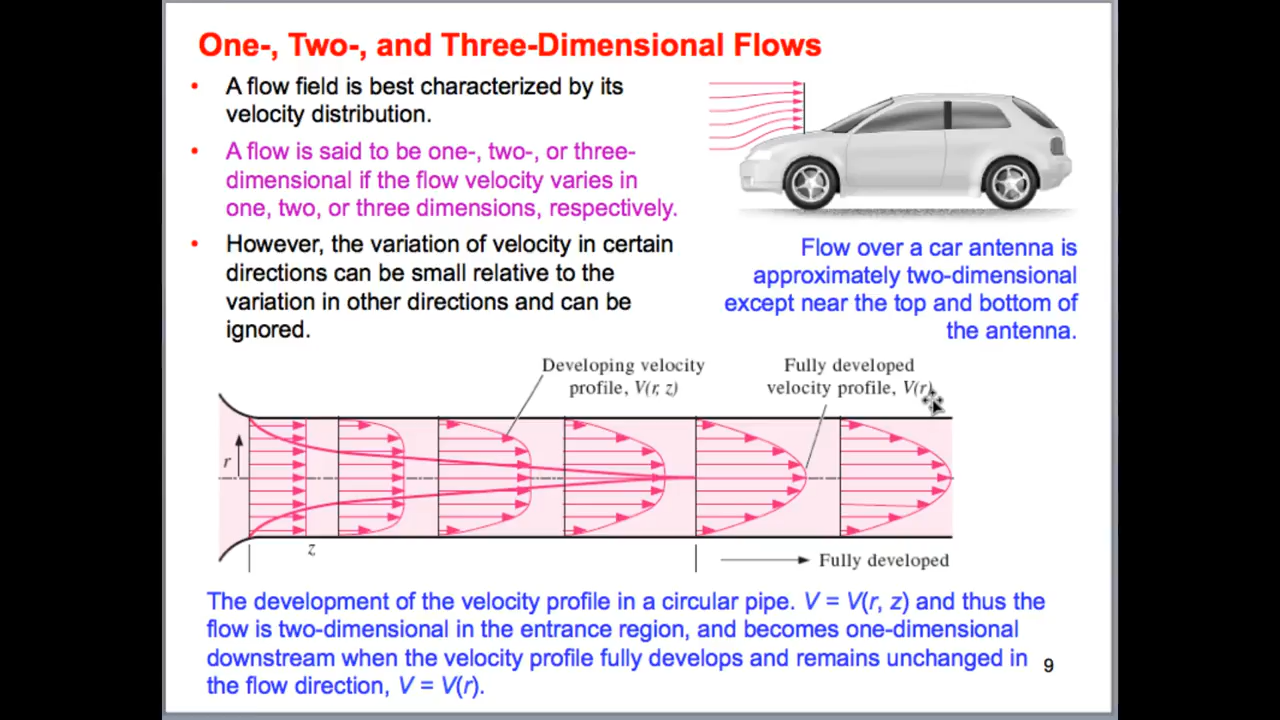 One-, Two-, and Three-Dimensional Flows
• A flow field is best characterized by its
velocity distribution.
• A flow is said to be one-, two-, or three-
dimensional if the flow velocity varies in
one, two, or three dimensions, respectively.
• However, the variation of velocity in certain
directions can be small relative to the
variation in other directions and can be
ignored.
Flow over a car antenna is
approximately two-dimensional
except near the top and bottom of
the antenna.
Developing velocity
profile, V(r, z)
Fully developed
velocity profile, V(r)
r
z
Fully developed
The development of the velocity profile in a circular pipe. V = V(r, z) and thus the
flow is two-dimensional in the entrance region, and becomes one-dimensional
downstream when the velocity profile fully develops and remains unchanged in
the flow direction, V = V(r).
9